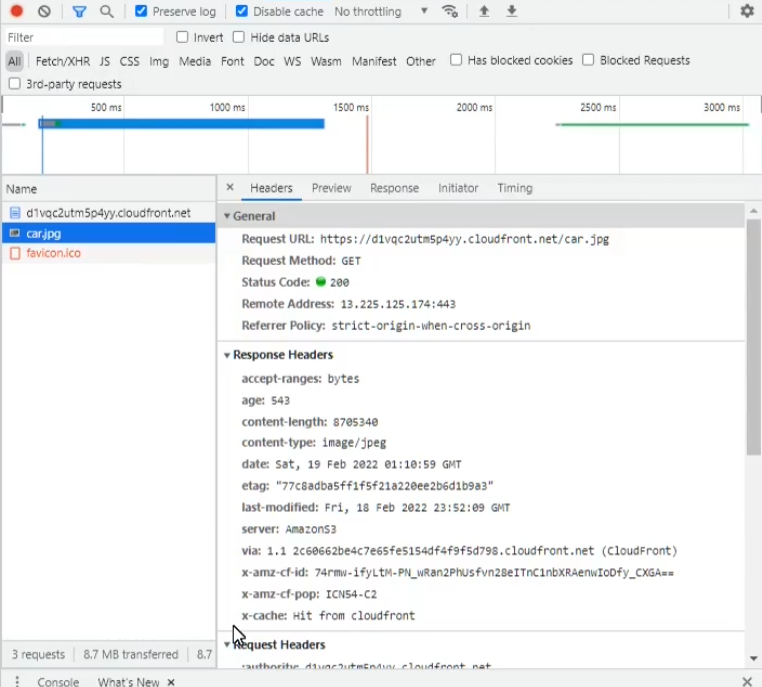 Preserve log Disable cache No throttling
Filter Invert Hide data URLs
All Fetch/XHR JS CSS Img Media Font Doc WS Wasm Manifest Other Has blocked cookies Blocked Requests
3rd-party requests
500 ms 1000 ms 1500 ms 2000 ms 2500 ms 3000 ms
Name
d1vqc2utm5p4yy.cloudfront.net
car.jpg
favicon.ico
Headers Preview Response Initiator Timing
General
Request URL: https://d1vqc2utm5p4yy.cloudfront.net/car.jpg
Request Method: GET
Status Code: 200
Remote Address: 13.225.125.174:443
Referrer Policy: strict-origin-when-cross-origin
Response Headers
accept-ranges: bytes
age: 543
content-length: 8705340
content-type: image/jpeg
date: Sat, 19 Feb 2022 01:10:59 GMT
etag: "77c8adba5ff1f5f21a220ee2b6d1b9a3"
last-modified: Fri, 18 Feb 2022 23:52:09 GMT
server: AmazonS3
via: 1.1 2c60662be4c7e65fe5154df4f9f5d798.cloudfront.net (CloudFront)
x-amz-cf-id: 74rmw-ifyLtM-PN_wRan2PhUsfvn28eITnC1nbXRAenwIoDfy_CXGA==
x-amz-cf-pop: ICN54-C2
x-cache: Hit from cloudfront
Request Headers
:authority: d1vqc2utm5p4yy.cloudfront.net
3 requests 8.7 MB transferred 8.7
Console What's New